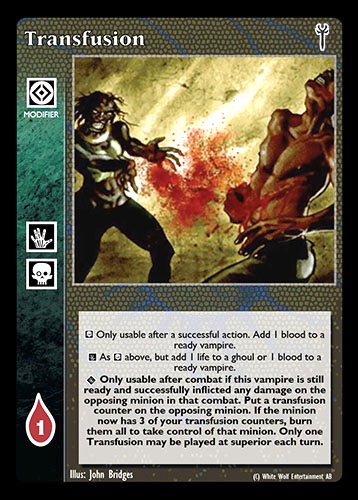 Transfusion
MODIFIER
Only usable after a successful action. Add 1 blood to a
ready vampire.
As above, but add 1 life to a ghoul or 1 blood to a
ready vampire.
Only usable after combat if this vampire is still
ready and successfully inflicted any damage on the
opposing minion in that combat. Put a transfusion
counter on the opposing minion. If the minion
now has 3 of your transfusion counters, burn
them all to take control of that minion. Only one
Transfusion may be played at superior each turn.
1
Illus: John Bridges
(C) White Wolf Entertainment AB